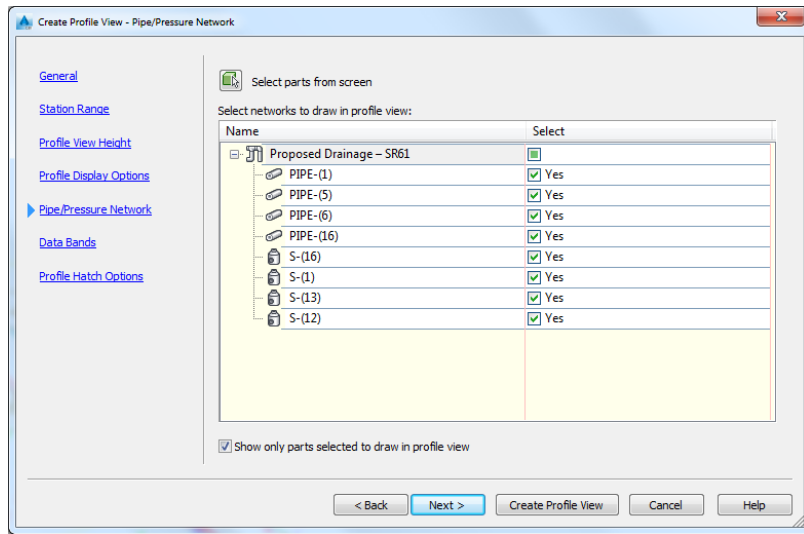 Create Profile View - Pipe/Pressure Network
General
Station Range
Profile View Height
Profile Display Options
Pipe/Pressure Network
Data Bands
Profile Hatch Options
Select parts from screen
Select networks to draw in profile view:
Name Select
Proposed Drainage – SR61
PIPE-(1) Yes
PIPE-(5) Yes
PIPE-(6) Yes
PIPE-(16) Yes
S-(16) Yes
S-(1) Yes
S-(13) Yes
S-(12) Yes
Show only parts selected to draw in profile view
< Back Next > Create Profile View Cancel Help